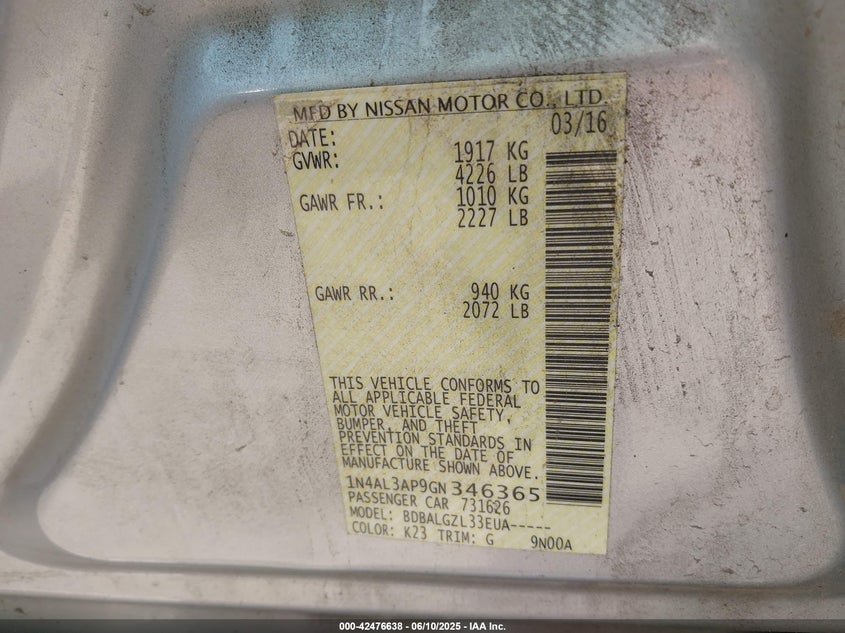 MFD BY NISSAN MOTOR CO., LTD.
DATE: 03/16
GVWR: 1917 KG
4226 LB
GAWR FR.: 1010 KG
2227 LB
GAWR RR.: 940 KG
2072 LB
THIS VEHICLE CONFORMS TO
ALL APPLICABLE FEDERAL
MOTOR VEHICLE SAFETY,
BUMPER, AND THEFT
PREVENTION STANDARDS IN
EFFECT ON THE DATE OF
MANUFACTURE SHOWN ABOVE.
1N4AL3AP9GN346365
PASSENGER CAR 731626
MODEL: BDBALGZL33EUA-----
COLOR: K23 TRIM: G 9N00A
000-42476638 - 06/10/2025 - IAA Inc.